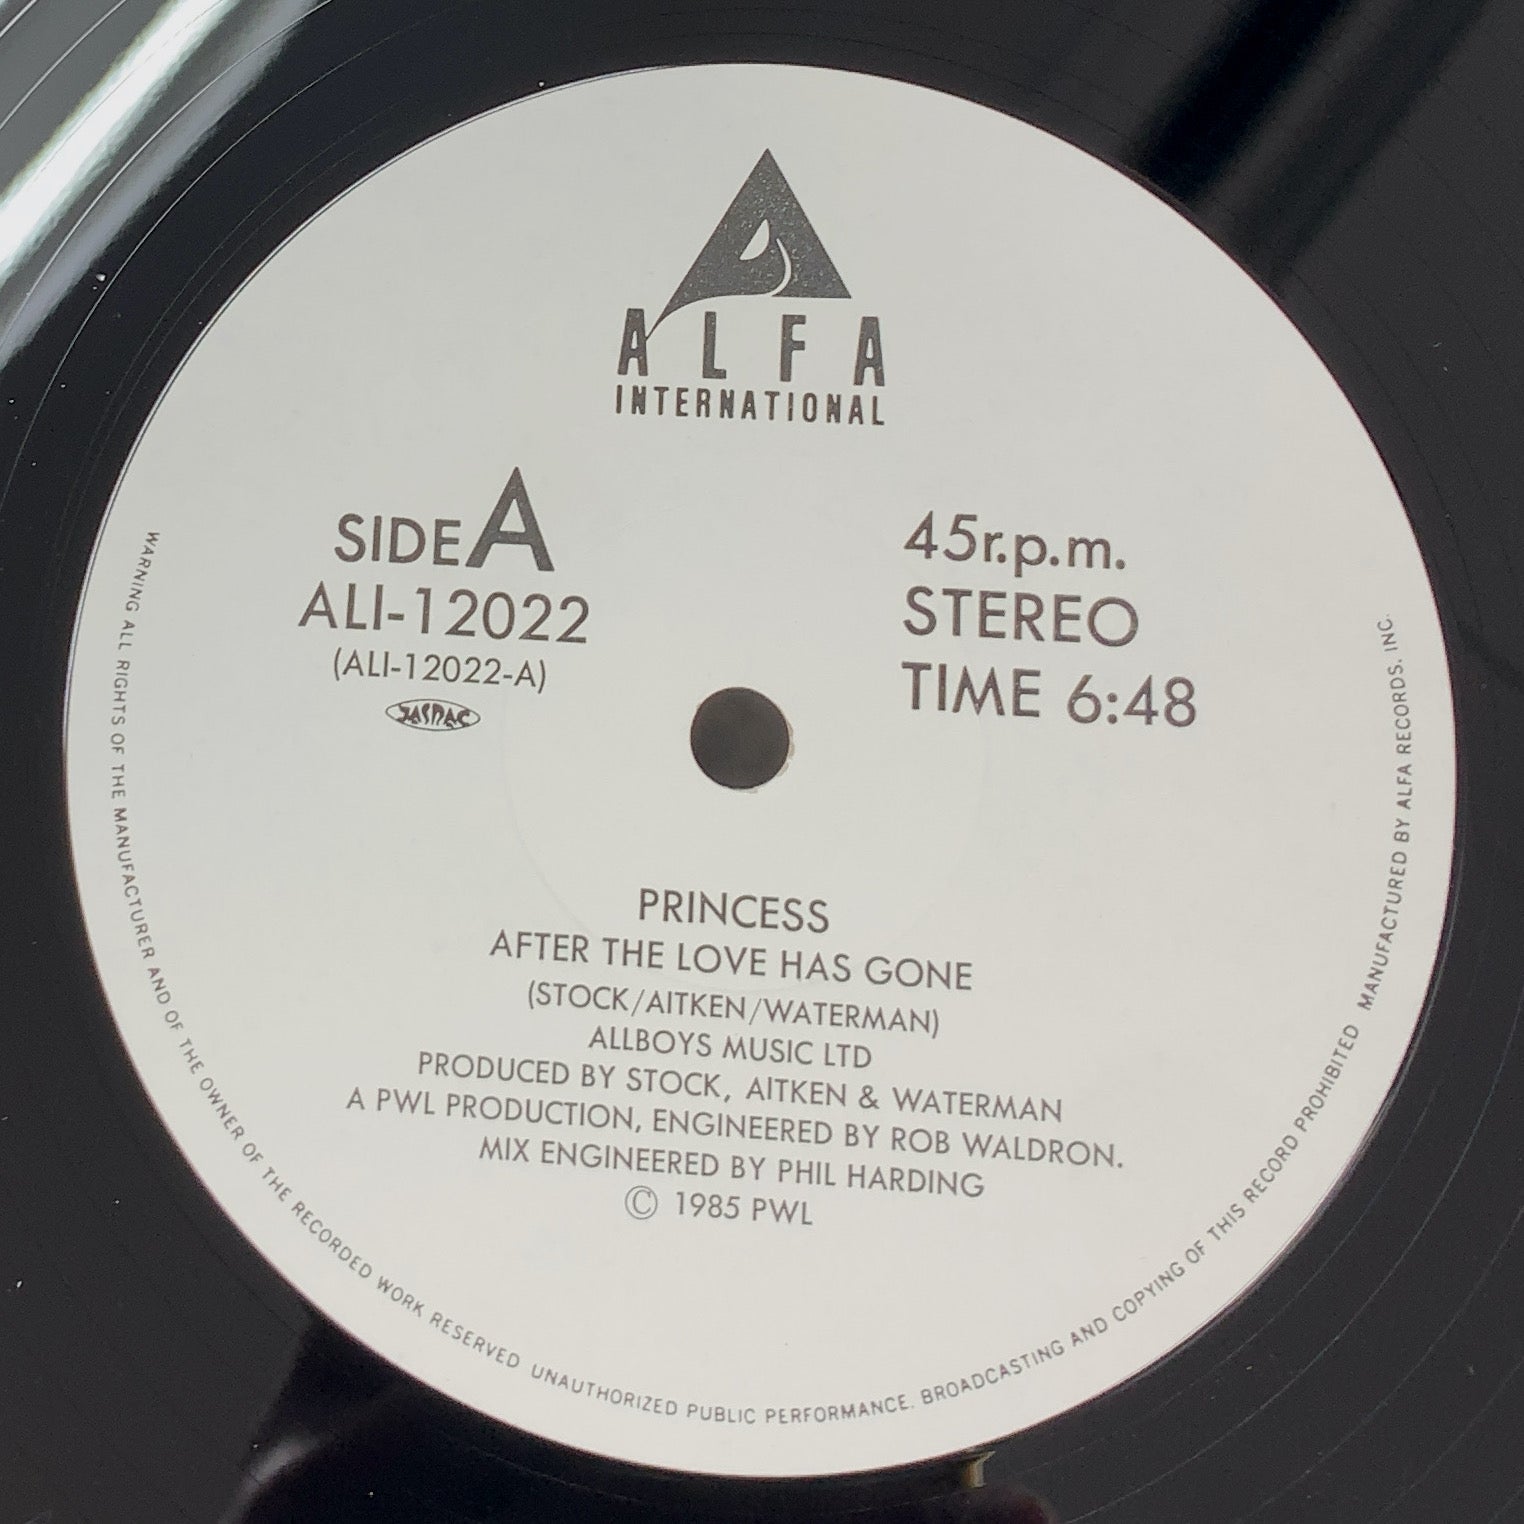 ALFA
INTERNATIONAL
SIDE A
ALI-12022
(ALI-12022-A)
JASRAC
45r.p.m.
STEREO
TIME 6:48
PRINCESS
AFTER THE LOVE HAS GONE
(STOCK/AITKEN/WATERMAN)
ALLBOYS MUSIC LTD
PRODUCED BY STOCK, AITKEN & WATERMAN
A PWL PRODUCTION, ENGINEERED BY ROB WALDRON.
MIX ENGINEERED BY PHIL HARDING
© 1985 PWL
WARNING ALL RIGHTS OF THE MANUFACTURER AND OF THE OWNER OF THE RECORDED WORK RESERVED UNAUTHORIZED PUBLIC PERFORMANCE. BROADCASTING AND COPYING OF THIS RECORD PROHIBITED MANUFACTURED BY ALFA RECORDS. INC.